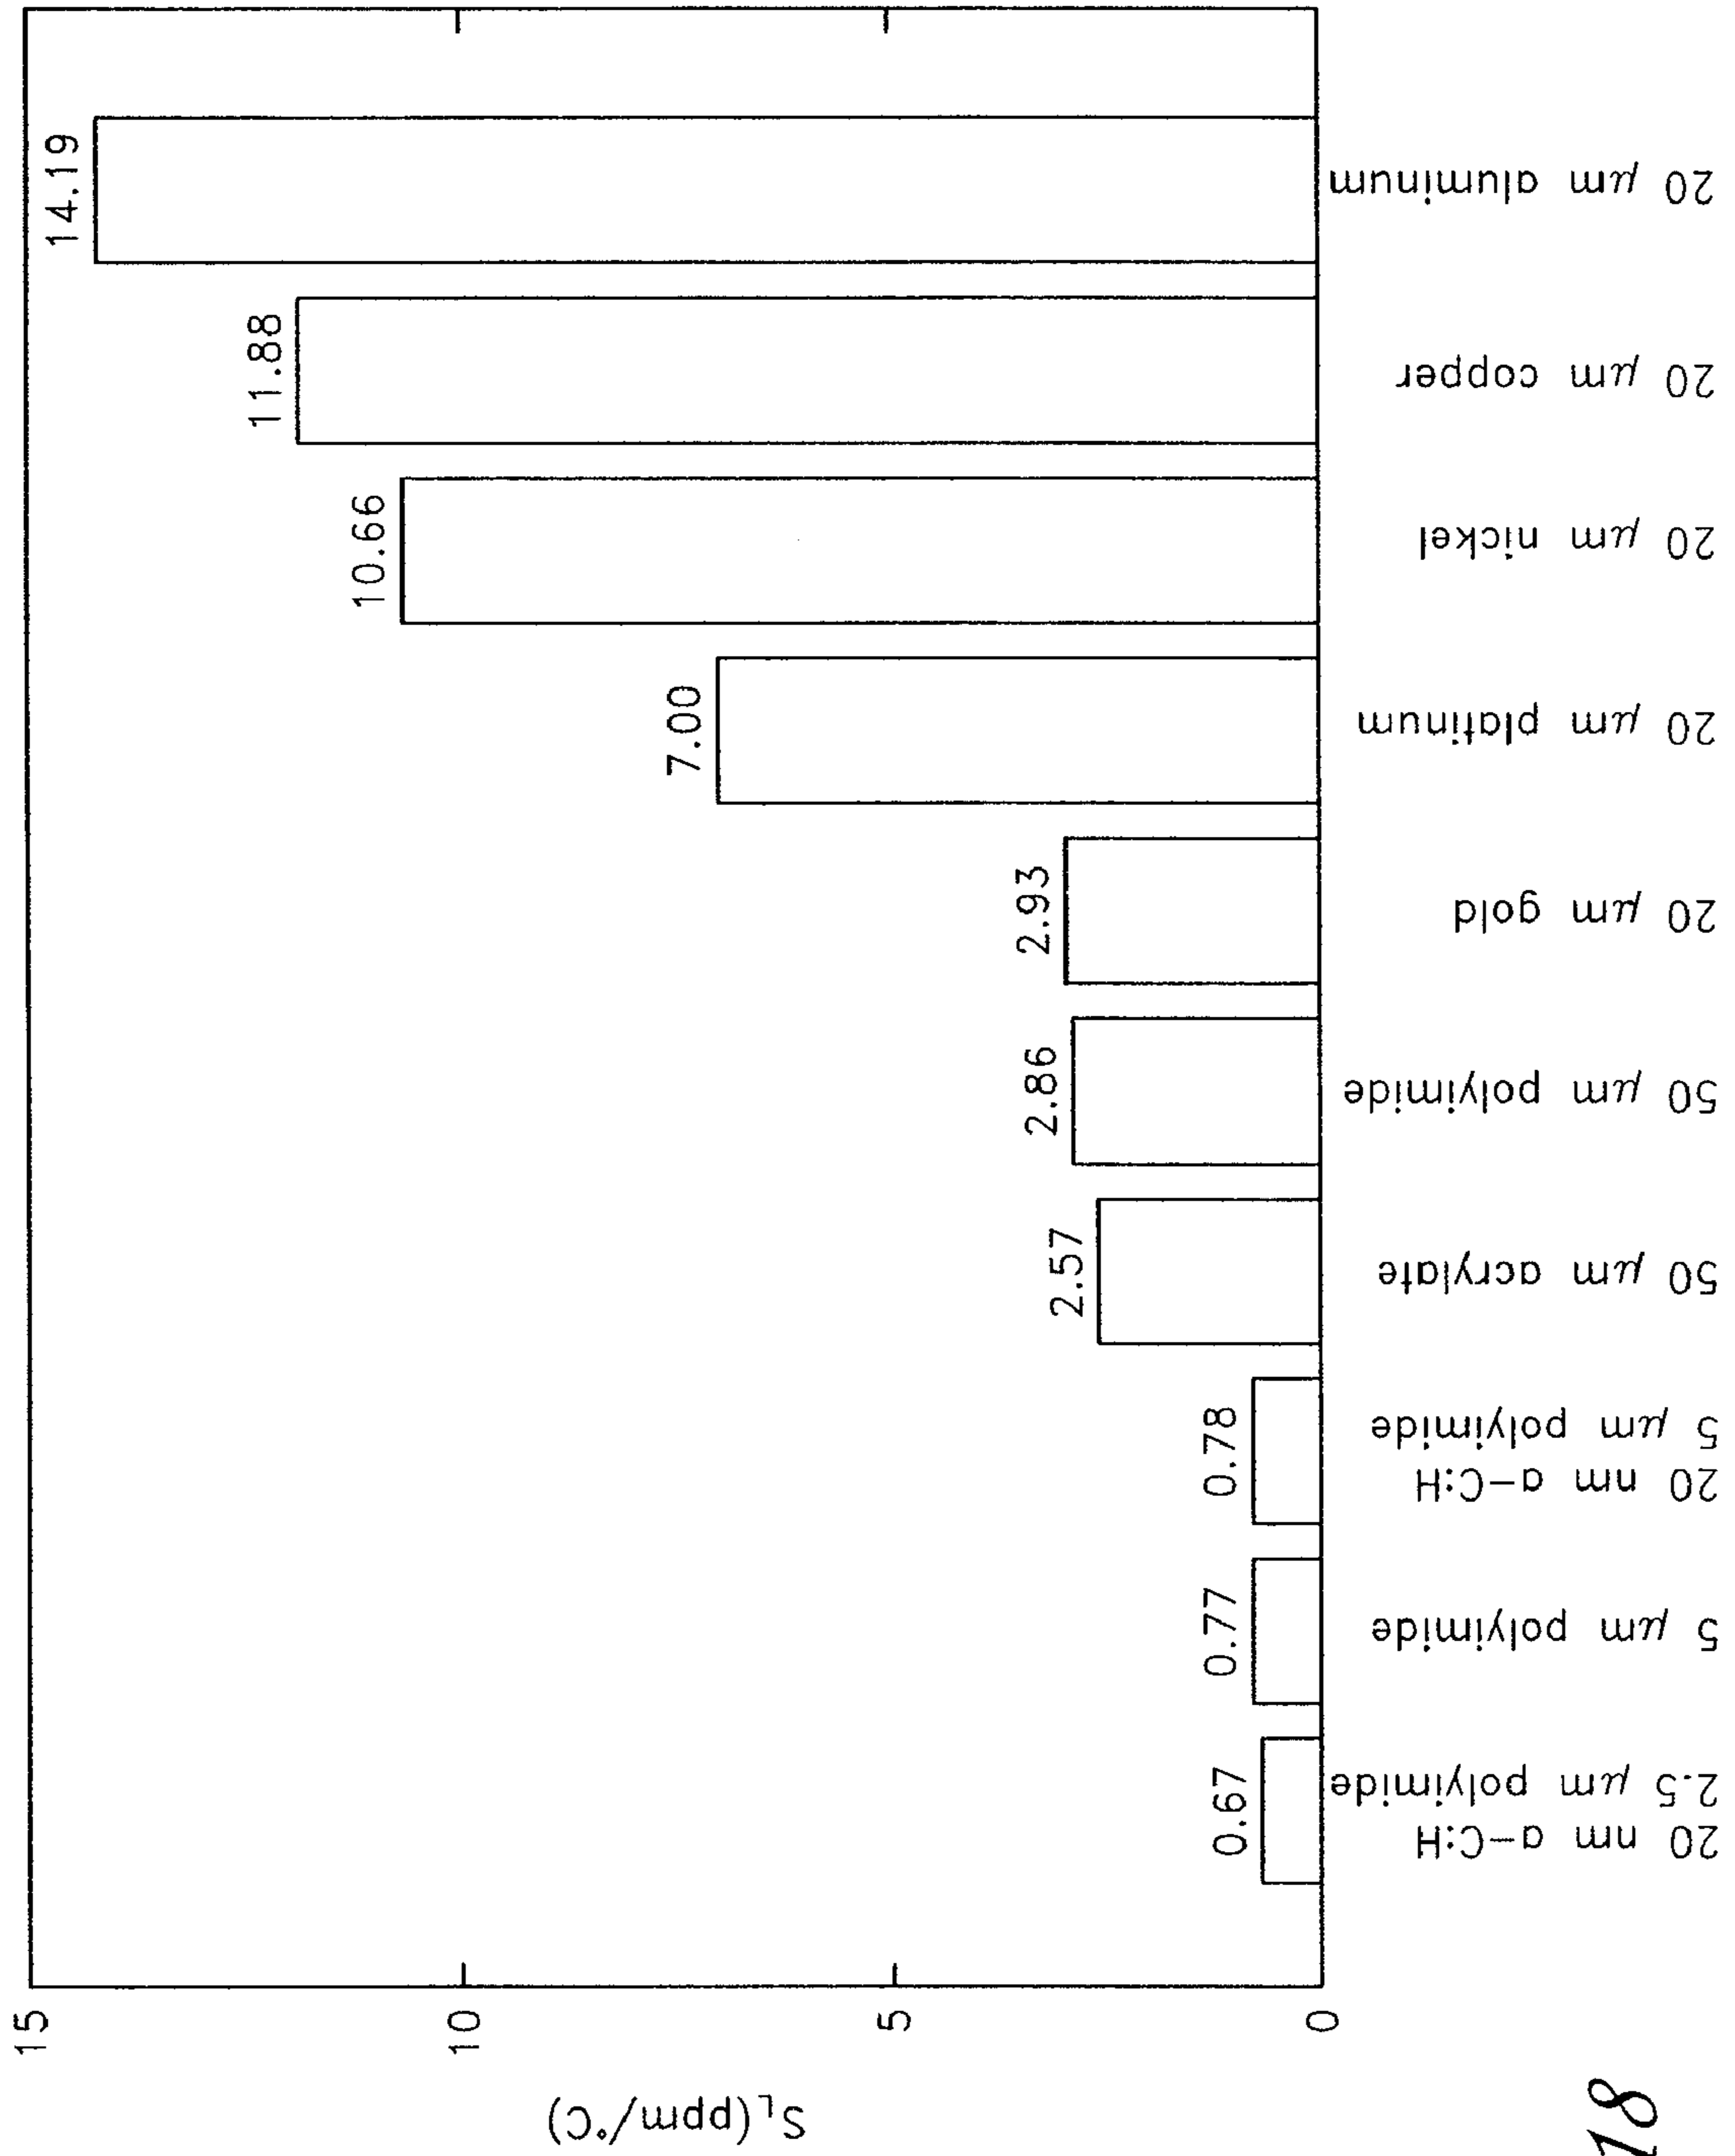 15
10
5
0
S_L(ppm/°C)
14.19
11.88
10.66
7.00
2.93
2.86
2.57
0.78
0.77
0.67
20 μm aluminum
20 μm copper
20 μm nickel
20 μm platinum
20 μm gold
50 μm polyimide
50 μm acrylate
5 μm polyimide
20 nm a-C:H
5 μm polyimide
2.5 μm polyimide
20 nm a-C:H
18